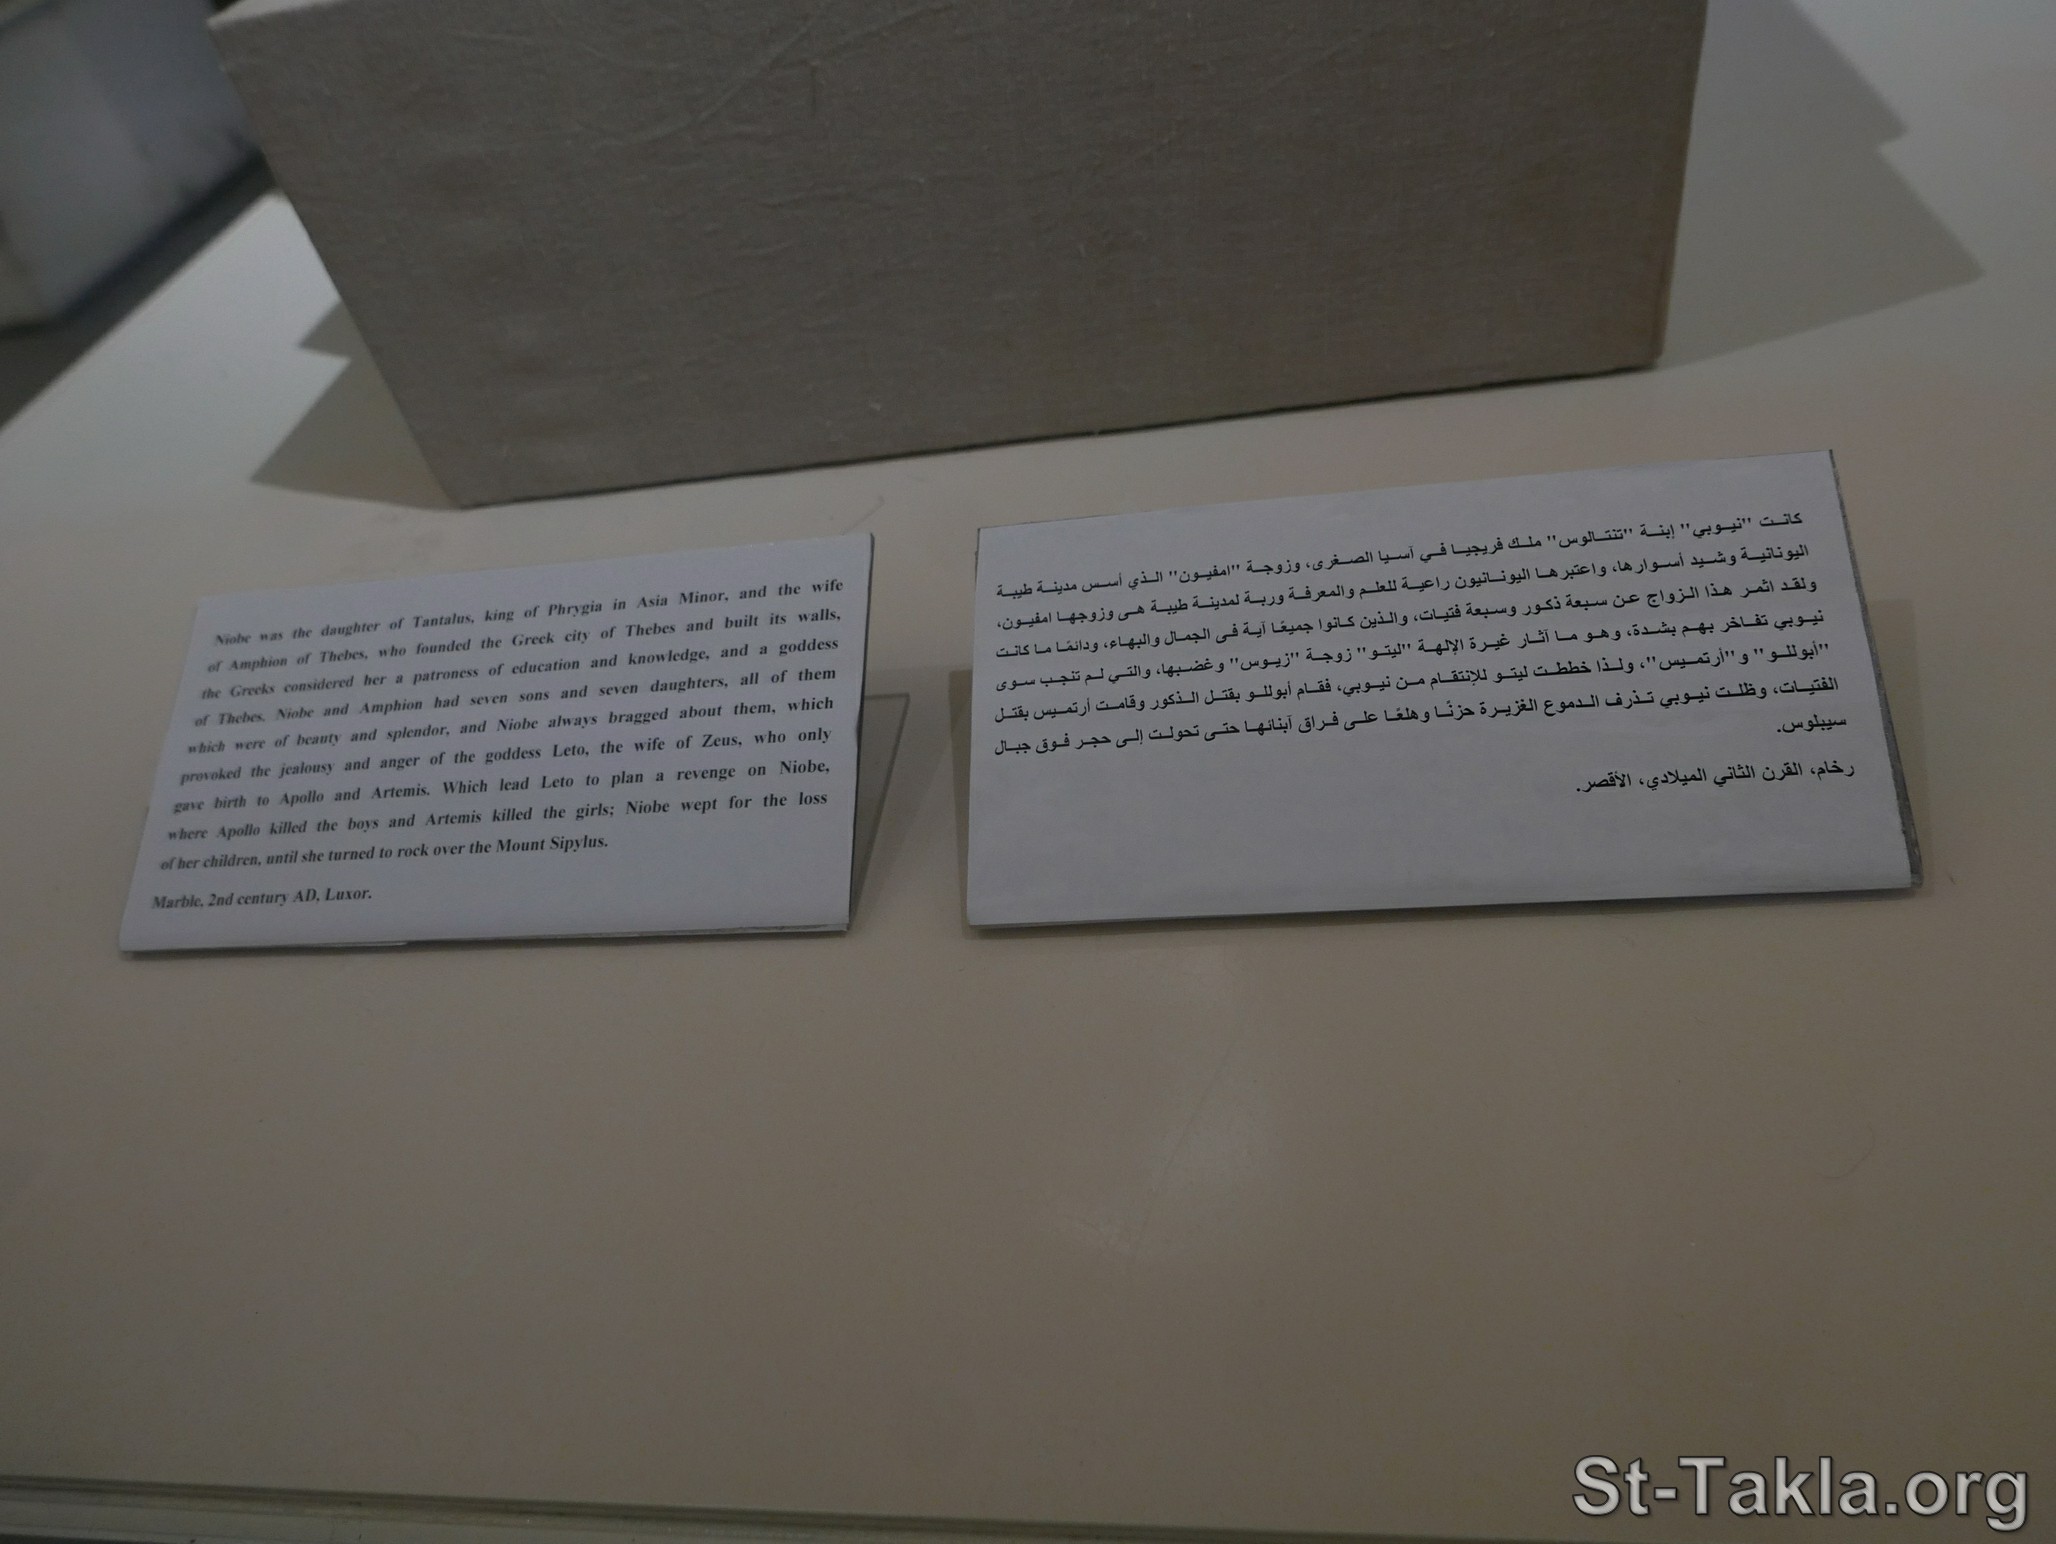 Niobe was the daughter of Tantalus, king of Phrygia in Asia Minor, and the wife
of Amphion of Thebes, who founded the Greek city of Thebes and built its walls,
the Greeks considered her a patroness of education and knowledge, and a goddess
of Thebes. Niobe and Amphion had seven sons and seven daughters, all of them
which were of beauty and splendor, and Niobe always bragged about them, which
provoked the jealousy and anger of the goddess Leto, the wife of Zeus, who only
gave birth to Apollo and Artemis. Which lead Leto to plan a revenge on Niobe,
where Apollo killed the boys and Artemis killed the girls; Niobe wept for the loss
of her children, until she turned to rock over the Mount Sipylus.
Marble, 2nd century AD, Luxor.
كانت "نيوبي" إبنة "تنتالوس" ملك فريجيا في آسيا الصغرى، وزوجة "امفيون" الذي أسس مدينة طيبة
اليونانية وشيد أسوارها، واعتبرها اليونانيون راعية للعلم والمعرفة وربة لمدينة طيبة هى وزوجها امفيون،
ولقد اثمر هذا الزواج عن سبعة ذكور وسبعة فتيات، والذين كانوا جميعًا آية فى الجمال والبهاء، ودائمًا ما كانت
نيوبي تفاخر بهم بشدة، وهو ما آثار غيرة الإلهة "ليتو" زوجة "زيوس" وغضبها، والتي لم تنجب سوى
"أبوللو" و"أرتميس"، ولذا خططت ليتو للإنتقام من نيوبي، فقام أبوللو بقتل الذكور وقامت أرتميس بقتل
الفتيات، وظلت نيوبي تذرف الدموع الغزيرة حزنًا وهلعًا على فراق آبنائها حتى تحولت إلى حجر فوق جبال
سيبلوس.
رخام، القرن الثاني الميلادي، الأقصر.
St-Takla.org